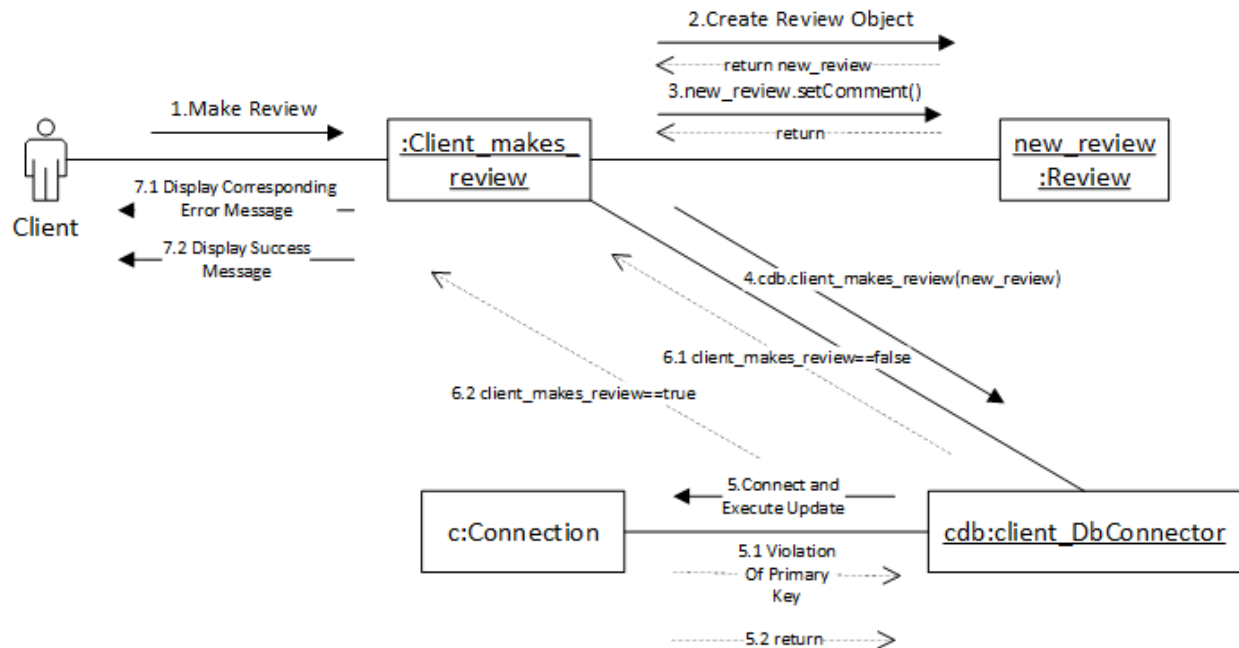 2.Create Review Object
return new_review
3.new_review.setComment()
return
1.Make Review
:Client_makes_
review
new_review
:Review
Client
7.1 Display Corresponding
Error Message
7.2 Display Success
Message
4.cdb.client_makes_review(new_review)
6.1 client_makes_review==false
6.2 client_makes_review==true
5.Connect and
Execute Update
c:Connection
cdb:client_DbConnector
5.1 Violation
Of Primary
Key
5.2 return